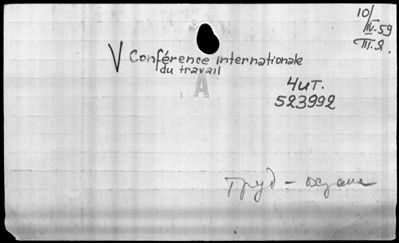 10/IV-59
V Conférence internationale
du travail
A
Чит.
523992
труд - охрана